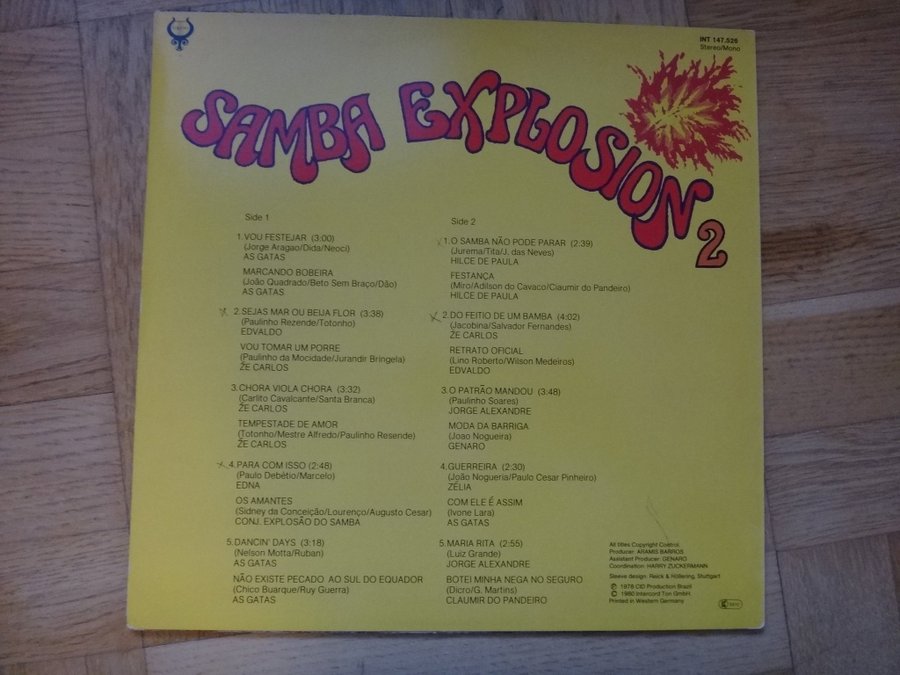 INT 147.526
Stereo/Mono
SAMBA EXPLOSION 2
Side 1
1. VOU FESTEJAR (3:00)
(Jorge Aragao/Dida/Neoci)
AS GATAS
MARCANDO BOBEIRA
(João Quadrado/Beto Sem Braço/Dão)
AS GATAS
2. SEJAS MAR OU BEIJA FLOR (3:38)
(Paulinho Rezende/Totonho)
EDVALDO
VOU TOMAR UM PORRE
(Paulinho da Mocidade/Jurandir Bringela)
ŽE CARLOS
3. CHORA VIOLA CHORA (3:32)
(Carlito Cavalcante/Santa Branca)
ŽE CARLOS
TEMPESTADE DE AMOR
(Totonho/Mestre Alfredo/Paulinho Resende)
ŽE CARLOS
4. PARA COM ISSO (2:48)
(Paulo Debétio/Marcelo)
EDNA
OS AMANTES
(Sidney da Conceição/Lourenço/Augusto Cesar)
CONJ. EXPLOSÃO DO SAMBA
5. DANCIN' DAYS (3:18)
(Nelson Motta/Ruban)
AS GATAS
NÃO EXISTE PECADO AO SUL DO EQUADOR
(Chico Buarque/Ruy Guerra)
AS GATAS
Side 2
1. O SAMBA NÃO PODE PARAR (2:39)
(Jurema/Tita/J. das Neves)
HILCE DE PAULA
FESTANÇA
(Miro/Adilson do Cavaco/Ciaumir do Pandeiro)
HILCE DE PAULA
2. DO FEITIO DE UM BAMBA (4:02)
(Jacobina/Salvador Fernandes)
ŽE CARLOS
RETRATO OFICIAL
(Lino Roberto/Wilson Medeiros)
EDVALDO
3. O PATRÃO MANDOU (3:48)
(Paulinho Soares)
JORGE ALEXANDRE
MODA DA BARRIGA
(Joao Nogueira)
GENARO
4. GUERREIRA (2:30)
(João Nogueria/Paulo Cesar Pinheiro)
ZÉLIA
COM ELE É ASSIM
(Ivone Lara)
AS GATAS
5. MARIA RITA (2:55)
(Luiz Grande)
JORGE ALEXANDRE
BOTEI MINHA NEGA NO SEGURO
(Dicro/G. Martins)
CLAUMIR DO PANDEIRO
All titles Copyright Control.
Producer: ARAMIS BARROS
Assistant Producer: GENARO
Coordination: HARRY ZUCKERMANN
Sleeve design: Reick & Höllering, Stuttgart
℗ 1978 CID Production Brazil
© 1980 Intercord Ton GmbH
Printed in Western Germany